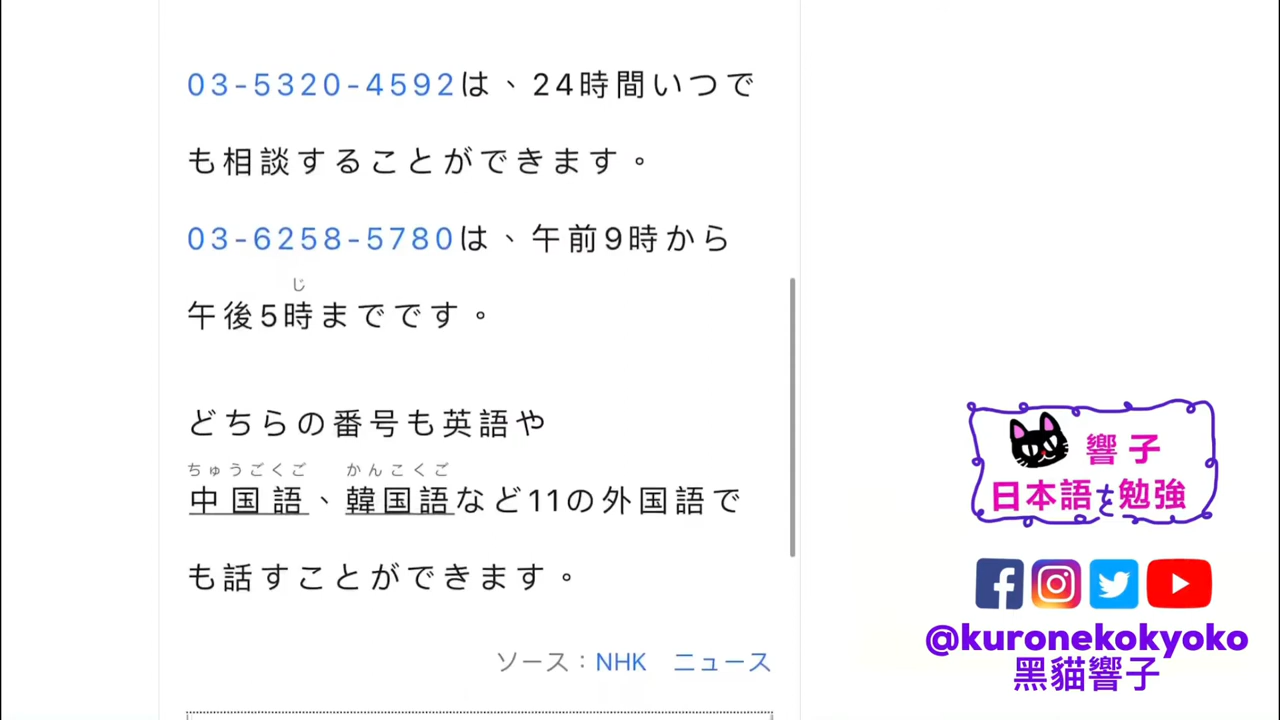 03-5320-4592は、24時間いつで
も相談することができます。
03-6258-5780は、午前9時から
じ
午後5時までです。
どちらの番号も英語や
ちゅうごくご かんこくご
中国語、韓国語など11の外国語で
も話すことができます。
ソース：NHK ニュース
響子
日本語を勉強
@kuronekokyoko
黑貓響子